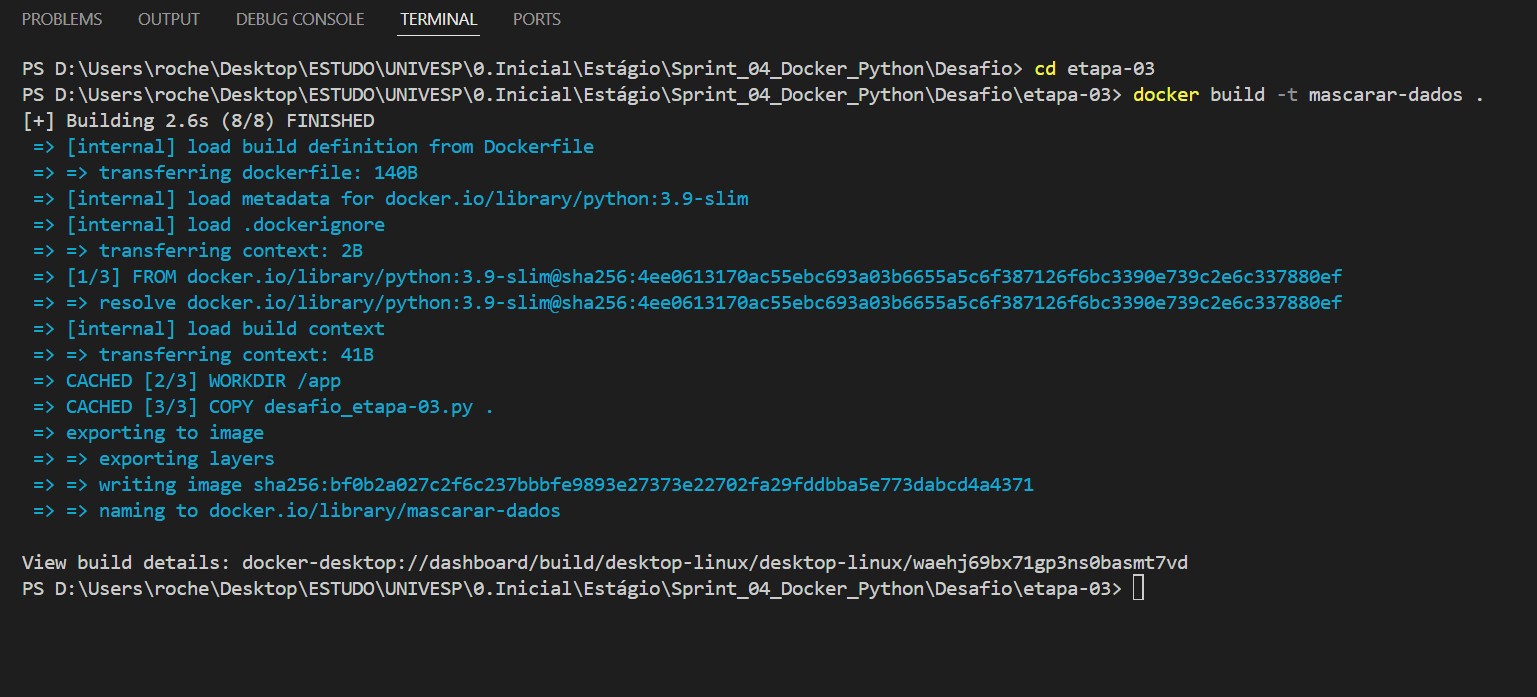 PROBLEMS OUTPUT DEBUG CONSOLE TERMINAL PORTS
PS D:\Users\roche\Desktop\ESTUDO\UNIVESP\0.Inicial\Estágio\Sprint_04_Docker_Python\Desafio> cd etapa-03
PS D:\Users\roche\Desktop\ESTUDO\UNIVESP\0.Inicial\Estágio\Sprint_04_Docker_Python\Desafio\etapa-03> docker build -t mascarar-dados .
[+] Building 2.6s (8/8) FINISHED
=> [internal] load build definition from Dockerfile
=> => transferring dockerfile: 140B
=> [internal] load metadata for docker.io/library/python:3.9-slim
=> [internal] load .dockerignore
=> => transferring context: 2B
=> [1/3] FROM docker.io/library/python:3.9-slim@sha256:4ee0613170ac55ebc693a03b6655a5c6f387126f6bc3390e739c2e6c337880ef
=> => resolve docker.io/library/python:3.9-slim@sha256:4ee0613170ac55ebc693a03b6655a5c6f387126f6bc3390e739c2e6c337880ef
=> [internal] load build context
=> => transferring context: 41B
=> CACHED [2/3] WORKDIR /app
=> CACHED [3/3] COPY desafio_etapa-03.py .
=> exporting to image
=> => exporting layers
=> => writing image sha256:bf0b2a027c2f6c237bbbfe9893e27373e22702fa29fddbba5e773dabcd4a4371
=> => naming to docker.io/library/mascarar-dados
View build details: docker-desktop://dashboard/build/desktop-linux/desktop-linux/waehj69bx71gp3ns0basmt7vd
PS D:\Users\roche\Desktop\ESTUDO\UNIVESP\0.Inicial\Estágio\Sprint_04_Docker_Python\Desafio\etapa-03>